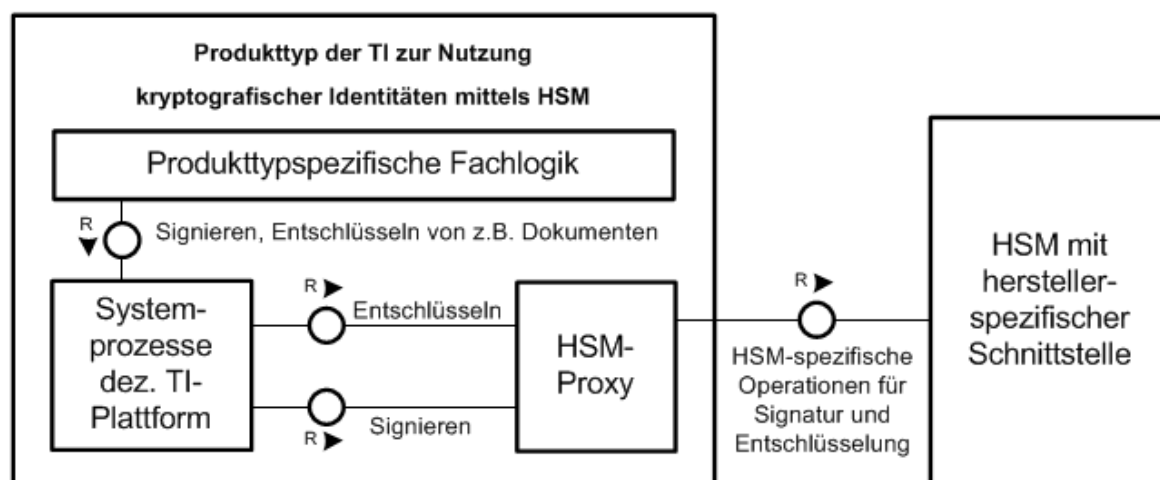 Produkttyp der TI zur Nutzung
kryptografischer Identitäten mittels HSM
Produkttypspezifische Fachlogik
R
Signieren, Entschlüsseln von z.B. Dokumenten
System-
prozesse
dez. TI-
Plattform
R
Entschlüsseln
R
Signieren
HSM-
Proxy
R
HSM-spezifische
Operationen für
Signatur und
Entschlüsselung
HSM mit
hersteller-
spezifischer
Schnittstelle